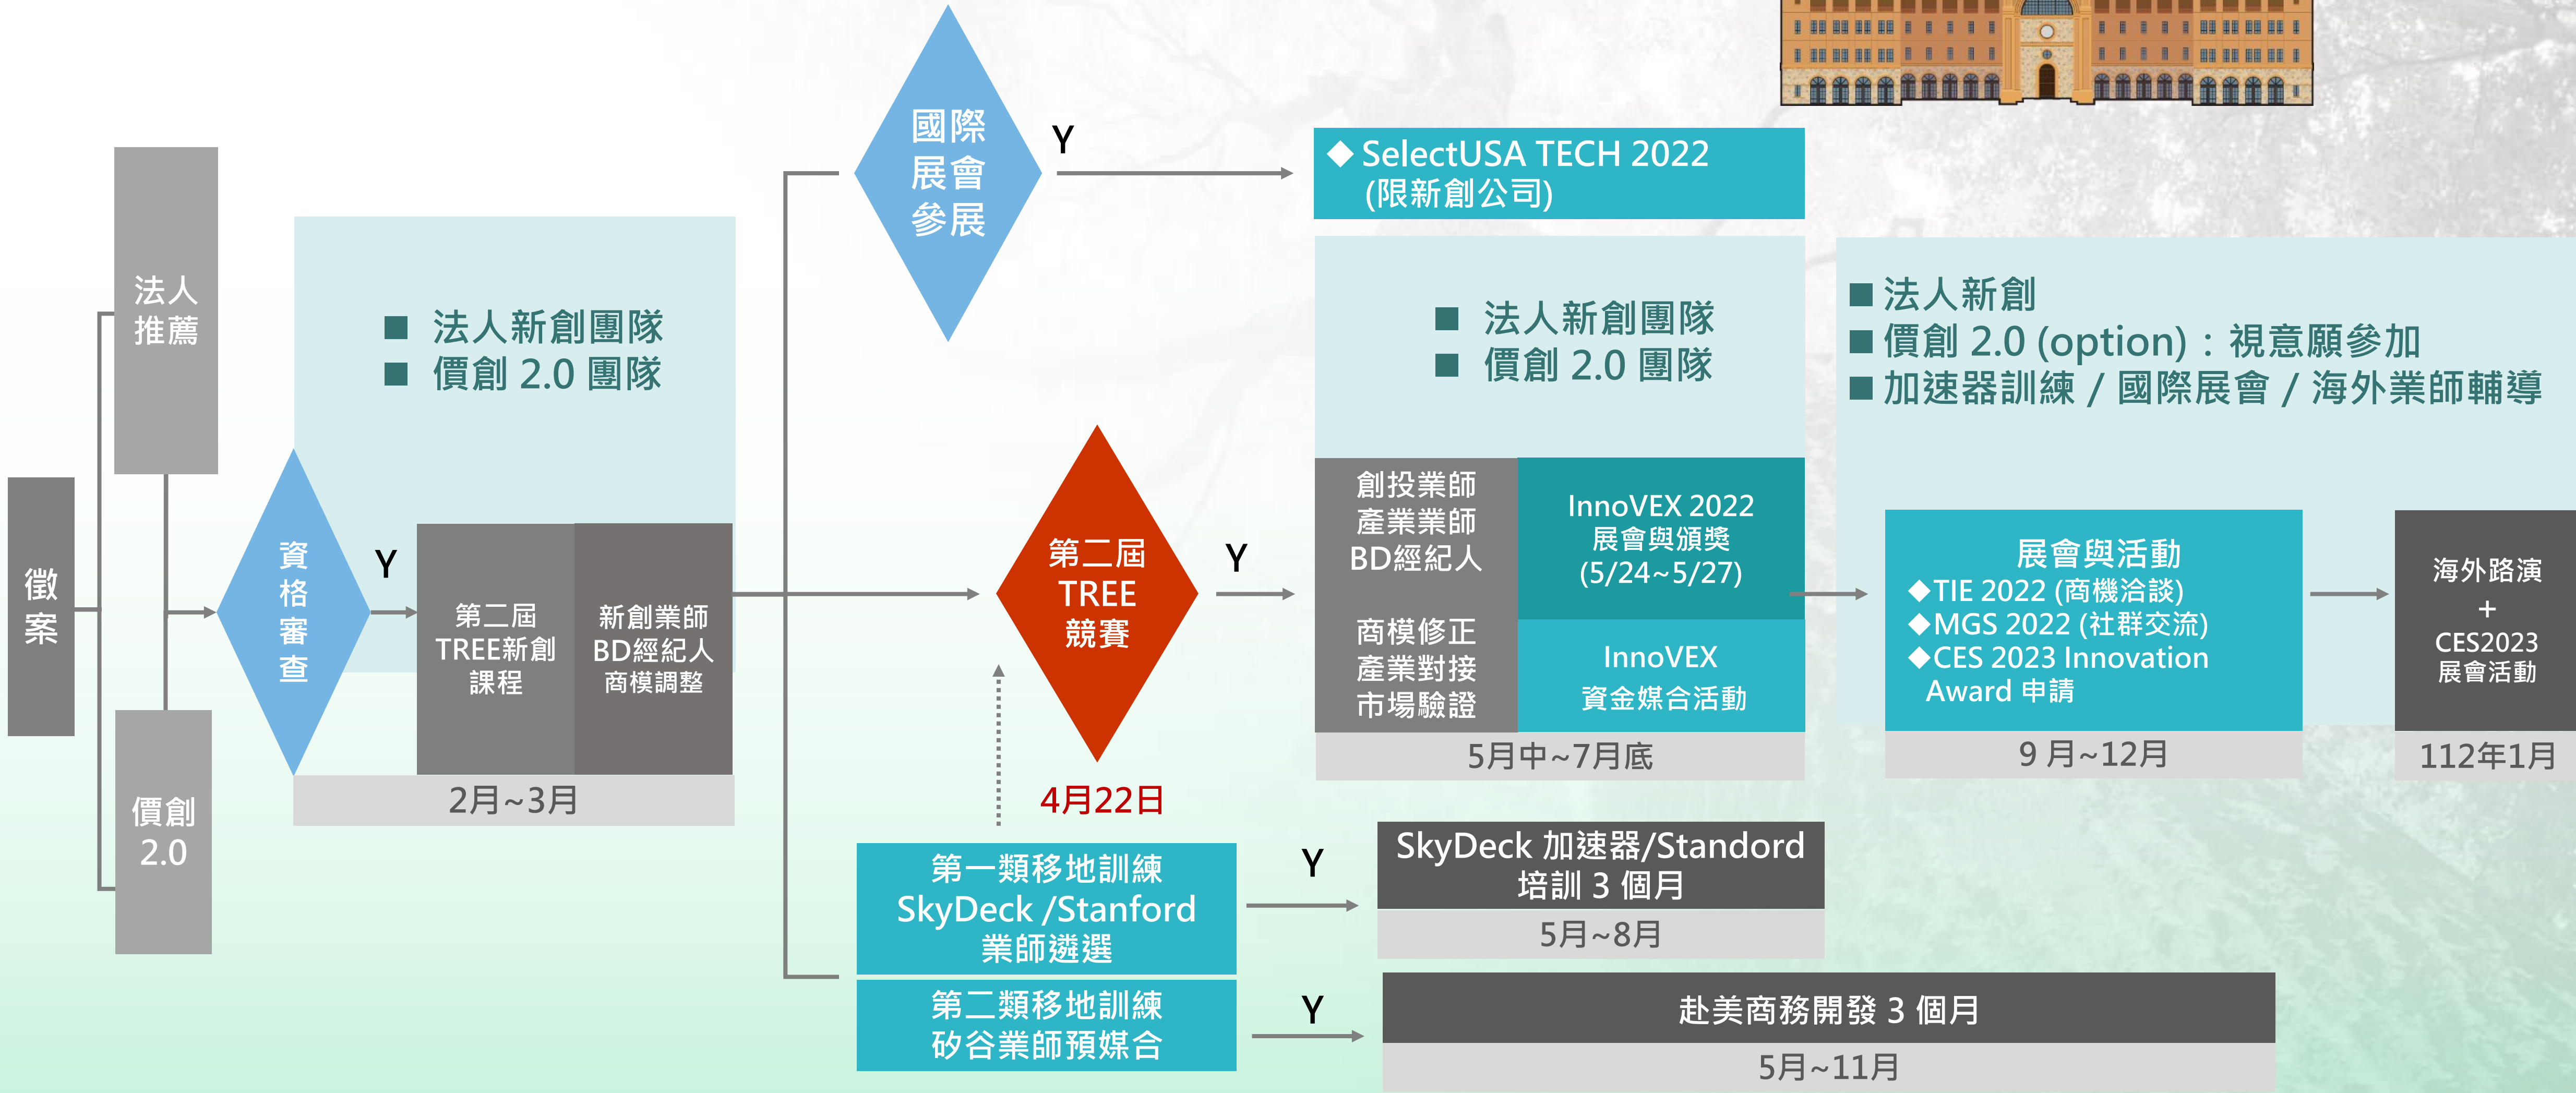 徵
案
法人
推薦
價創
2.0
資
格
審
查
Y
■ 法人新創團隊
■ 價創 2.0 團隊
第二屆
TREE新創
課程
新創業師
BD經紀人
商模調整
2月~3月
國際
展會
參展
Y
◆ SelectUSA TECH 2022
(限新創公司)
第二屆
TREE
競賽
4月22日
Y
■ 法人新創團隊
■ 價創 2.0 團隊
創投業師
產業業師
BD經紀人
商模修正
產業對接
市場驗證
InnoVEX 2022
展會與頒獎
(5/24~5/27)
InnoVEX
資金媒合活動
5月中~7月底
■ 法人新創
■ 價創 2.0 (option)：視意願參加
■ 加速器訓練 / 國際展會 / 海外業師輔導
展會與活動
◆TIE 2022 (商機洽談)
◆MGS 2022 (社群交流)
◆CES 2023 Innovation
Award 申請
9 月~12月
海外路演
+
CES2023
展會活動
112年1月
第一類移地訓練
SkyDeck /Stanford
業師遴選
Y
SkyDeck 加速器/Standord
培訓 3 個月
5月~8月
第二類移地訓練
矽谷業師預媒合
Y
赴美商務開發 3 個月
5月~11月